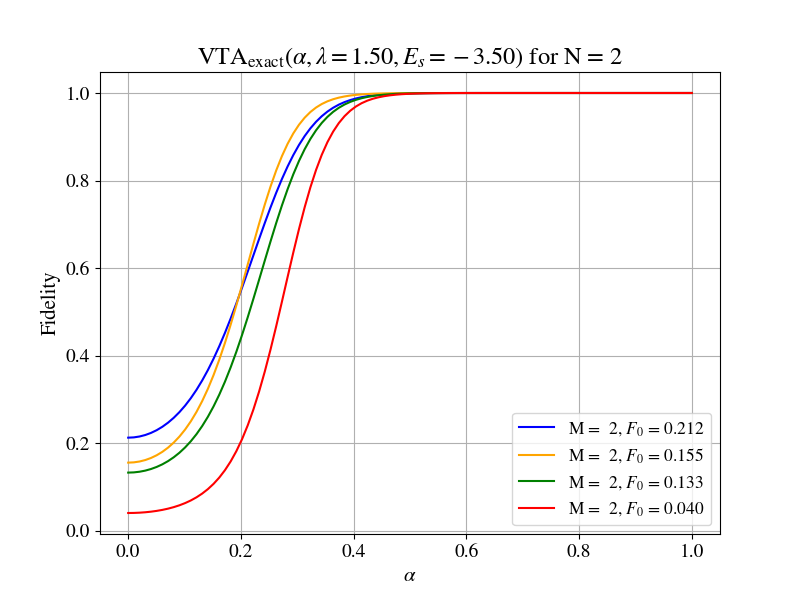 VTA_exact(α, λ = 1.50, E_s = −3.50) for N = 2
1.0
0.8
0.6
0.4
0.2
0.0
Fidelity
M = 2, F_0 = 0.212
M = 2, F_0 = 0.155
M = 2, F_0 = 0.133
M = 2, F_0 = 0.040
0.0 0.2 0.4 0.6 0.8 1.0
α